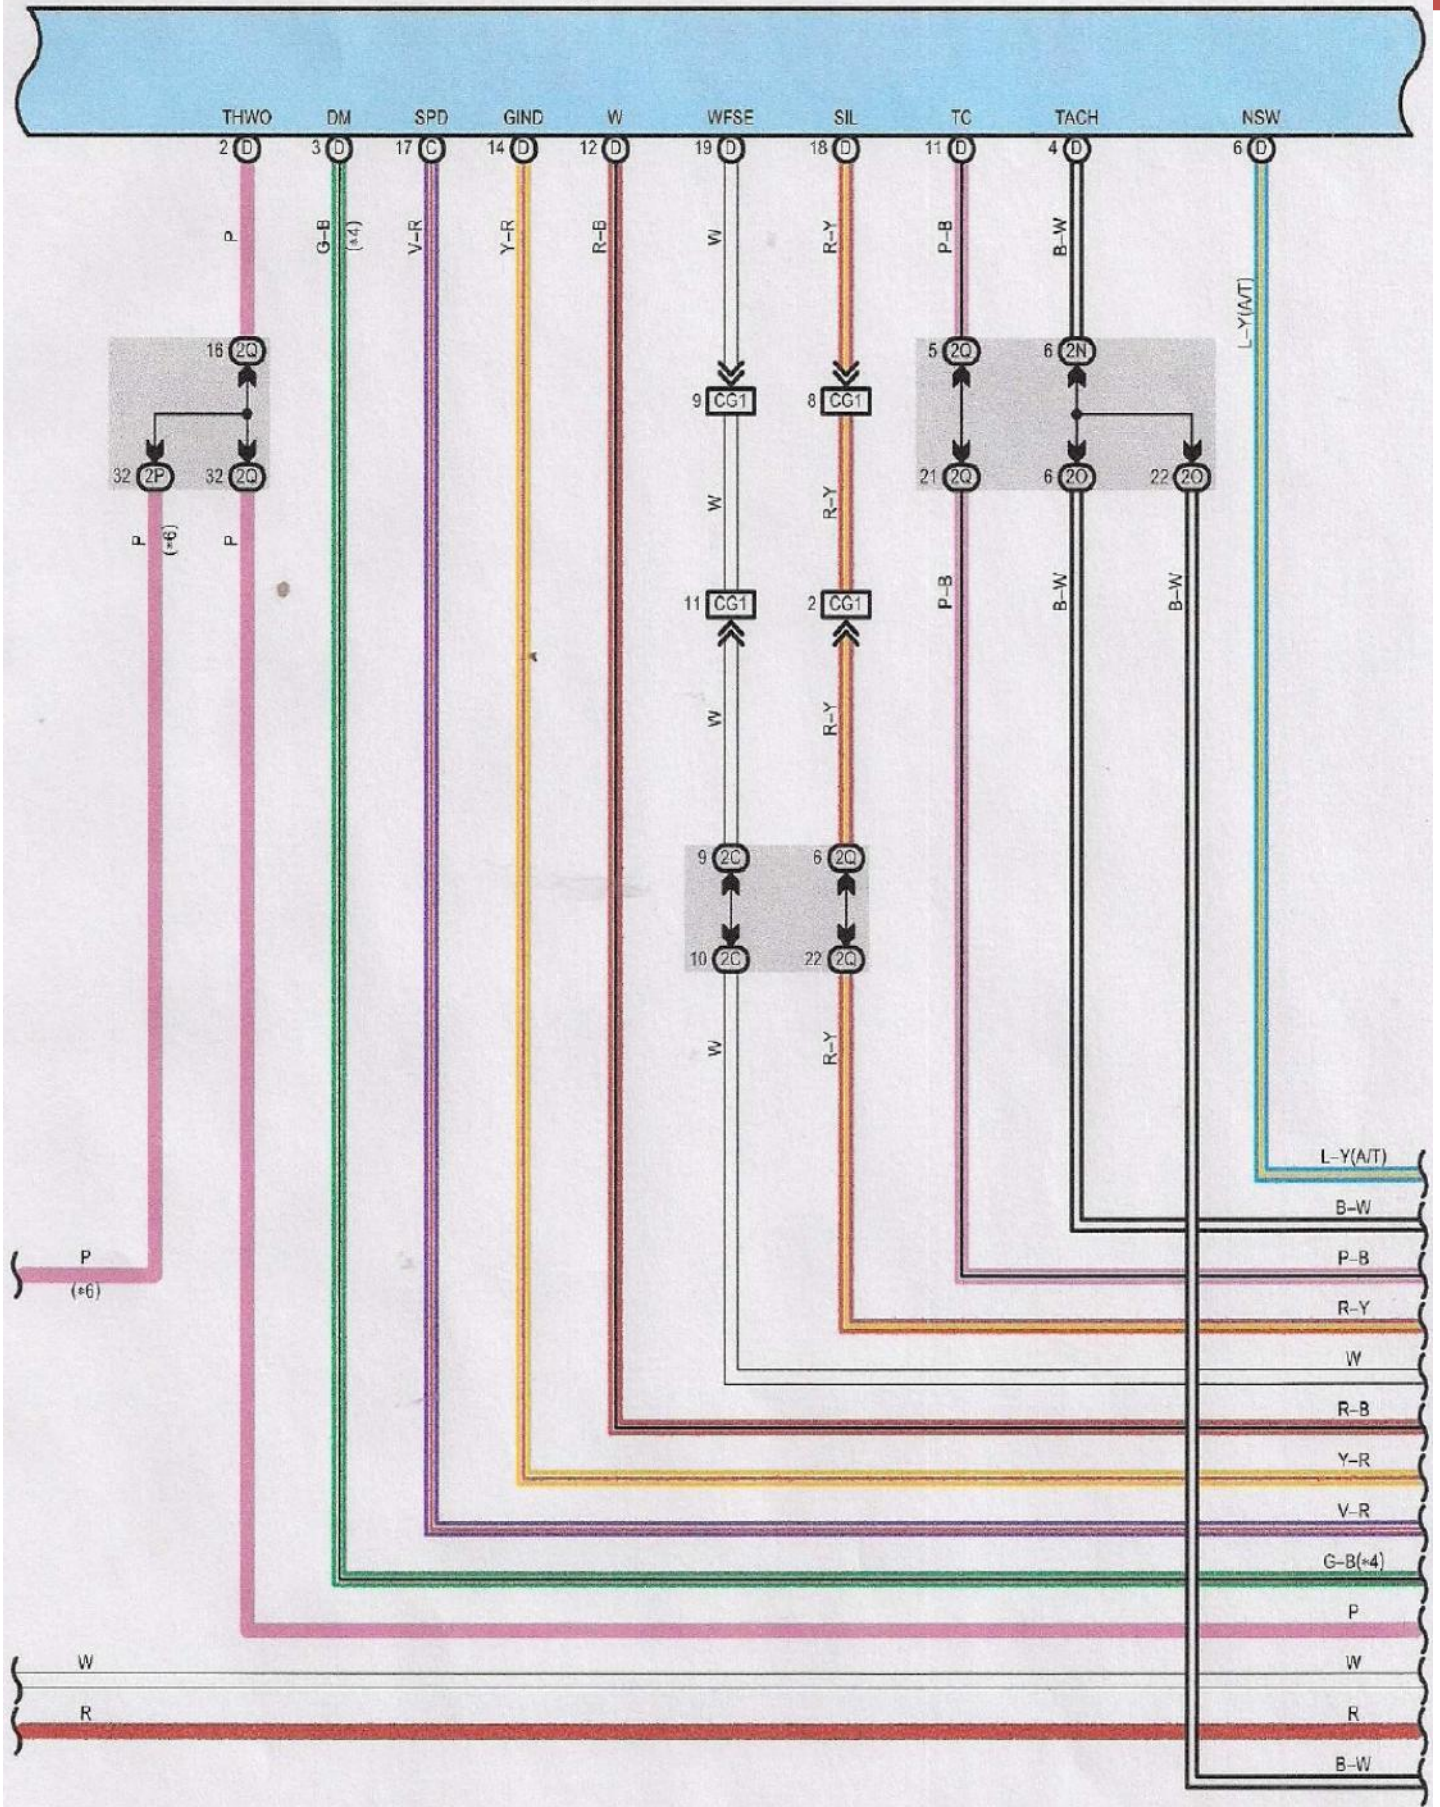 THWO DM SPD GIND W WFSE SIL TC TACH NSW
2 D 3 D 17 C 14 D 12 D 19 D 18 D 11 D 4 D 6 D
P G-B (*4) V-R Y-R R-B W R-Y P-B B-W L-Y(A/T)
16 2Q 5 2Q 6 2N
9 CG1 8 CG1
32 2P 32 2Q 21 2Q 6 2O 22 2O
P (*6) P W R-Y
11 CG1 2 CG1 P-B B-W B-W
W R-Y
9 2C 6 2Q
10 2C 22 2Q
W R-Y
L-Y(A/T)
B-W
P P-B
(*6)
R-Y
W
R-B
Y-R
V-R
G-B(*4)
P
W W
R R
B-W